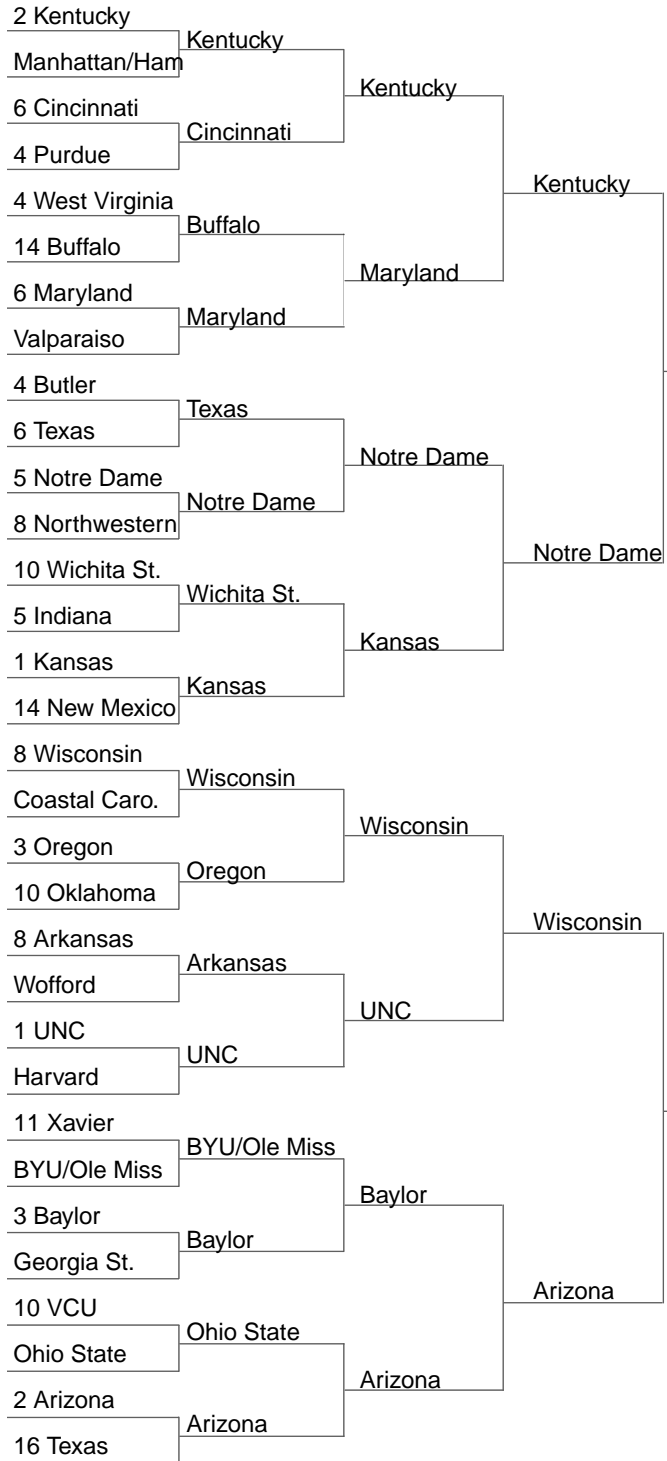 2 Kentucky
Manhattan/Ham
6 Cincinnati
4 Purdue
4 West Virginia
14 Buffalo
6 Maryland
Valparaiso
4 Butler
6 Texas
5 Notre Dame
8 Northwestern
10 Wichita St.
5 Indiana
1 Kansas
14 New Mexico
8 Wisconsin
Coastal Caro.
3 Oregon
10 Oklahoma
8 Arkansas
Wofford
1 UNC
Harvard
11 Xavier
BYU/Ole Miss
3 Baylor
Georgia St.
10 VCU
Ohio State
2 Arizona
16 Texas
Kentucky
Cincinnati
Buffalo
Maryland
Texas
Notre Dame
Wichita St.
Kansas
Wisconsin
Oregon
Arkansas
UNC
BYU/Ole Miss
Baylor
Ohio State
Arizona
Kentucky
Maryland
Notre Dame
Kansas
Wisconsin
UNC
Baylor
Arizona
Kentucky
Notre Dame
Wisconsin
Arizona